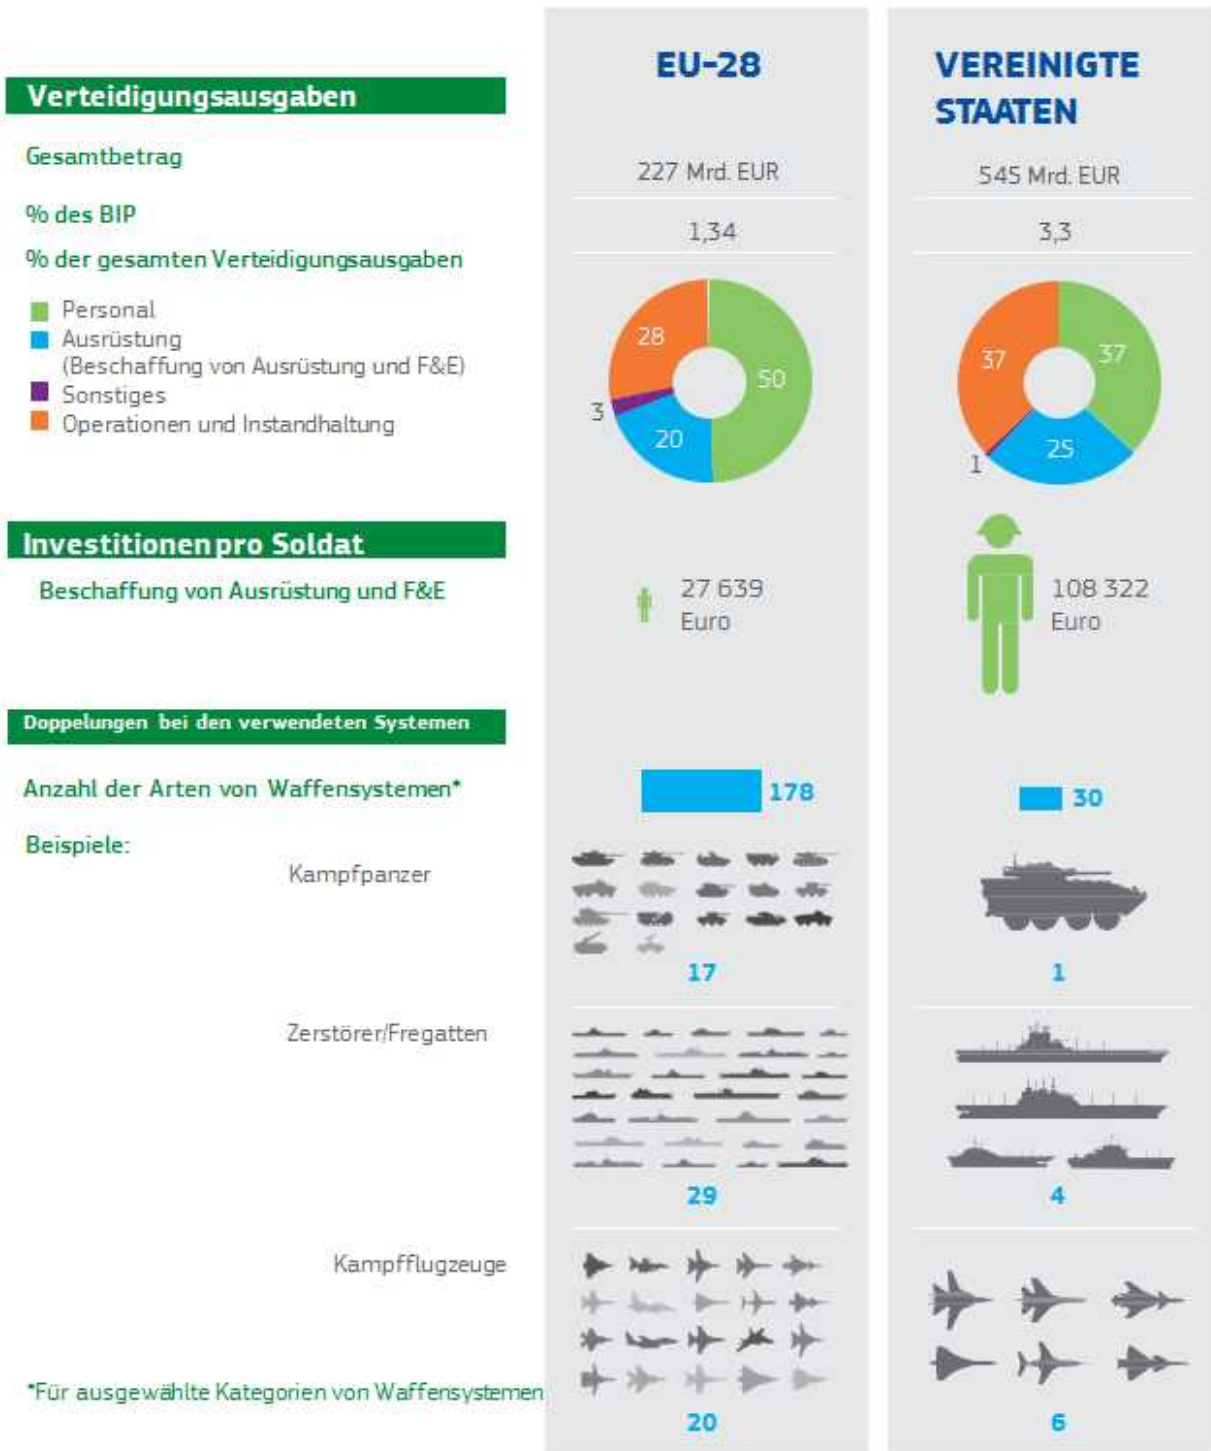 EU-28
VEREINIGTE
STAATEN
Verteidigungsausgaben
Gesamtbetrag
227 Mrd. EUR
545 Mrd. EUR
% des BIP
1,34
3,3
% der gesamten Verteidigungsausgaben
Personal
Ausrüstung
(Beschaffung von Ausrüstung und F&E)
Sonstiges
Operationen und Instandhaltung
28
50
3
20
37
37
1
25
Investitionen pro Soldat
Beschaffung von Ausrüstung und F&E
27 639
Euro
108 322
Euro
Doppelungen bei den verwendeten Systemen
Anzahl der Arten von Waffensystemen*
178
30
Beispiele:
Kampfpanzer
17
1
Zerstörer/Fregatten
29
4
Kampfflugzeuge
*Für ausgewählte Kategorien von Waffensystemen
20
6